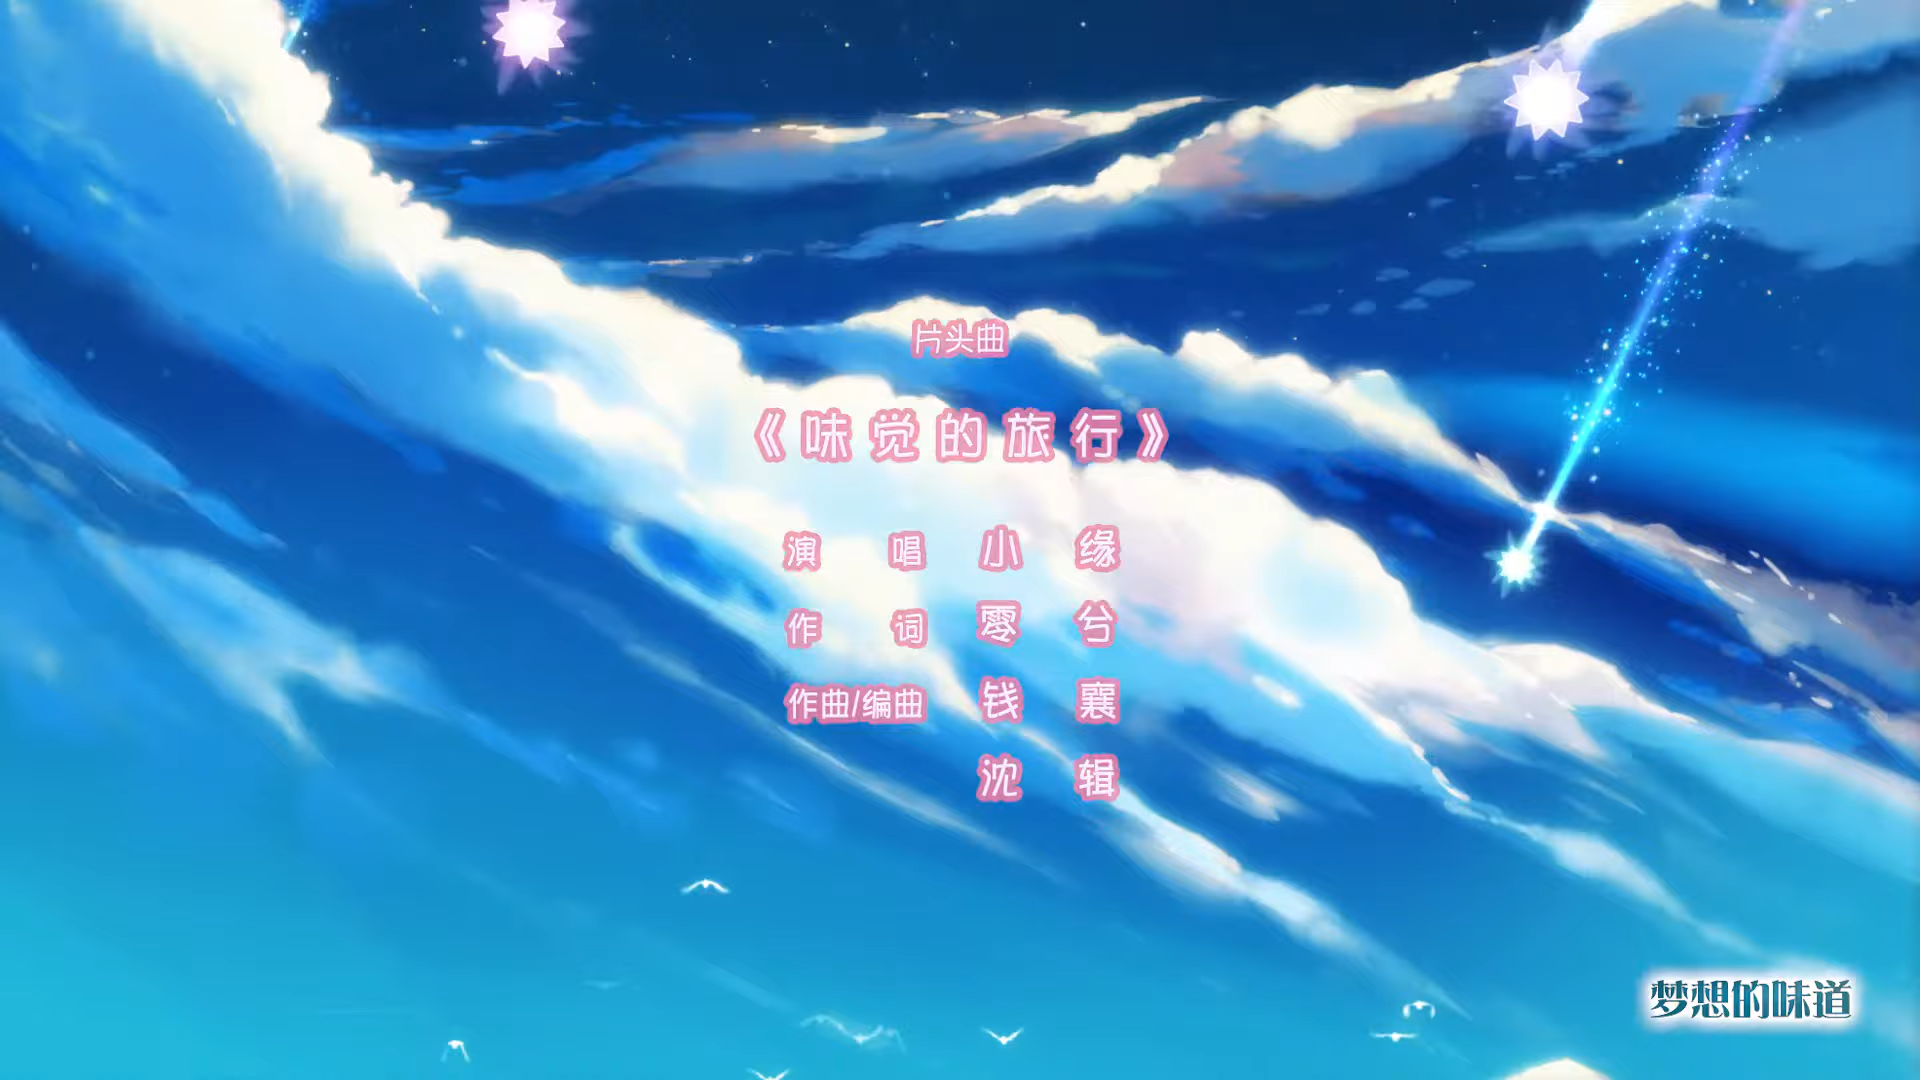 片头曲
《味觉的旅行》
演 唱 小 缘
作 词 零 兮
作曲/编曲 钱 襄
沈 辑
梦想的味道